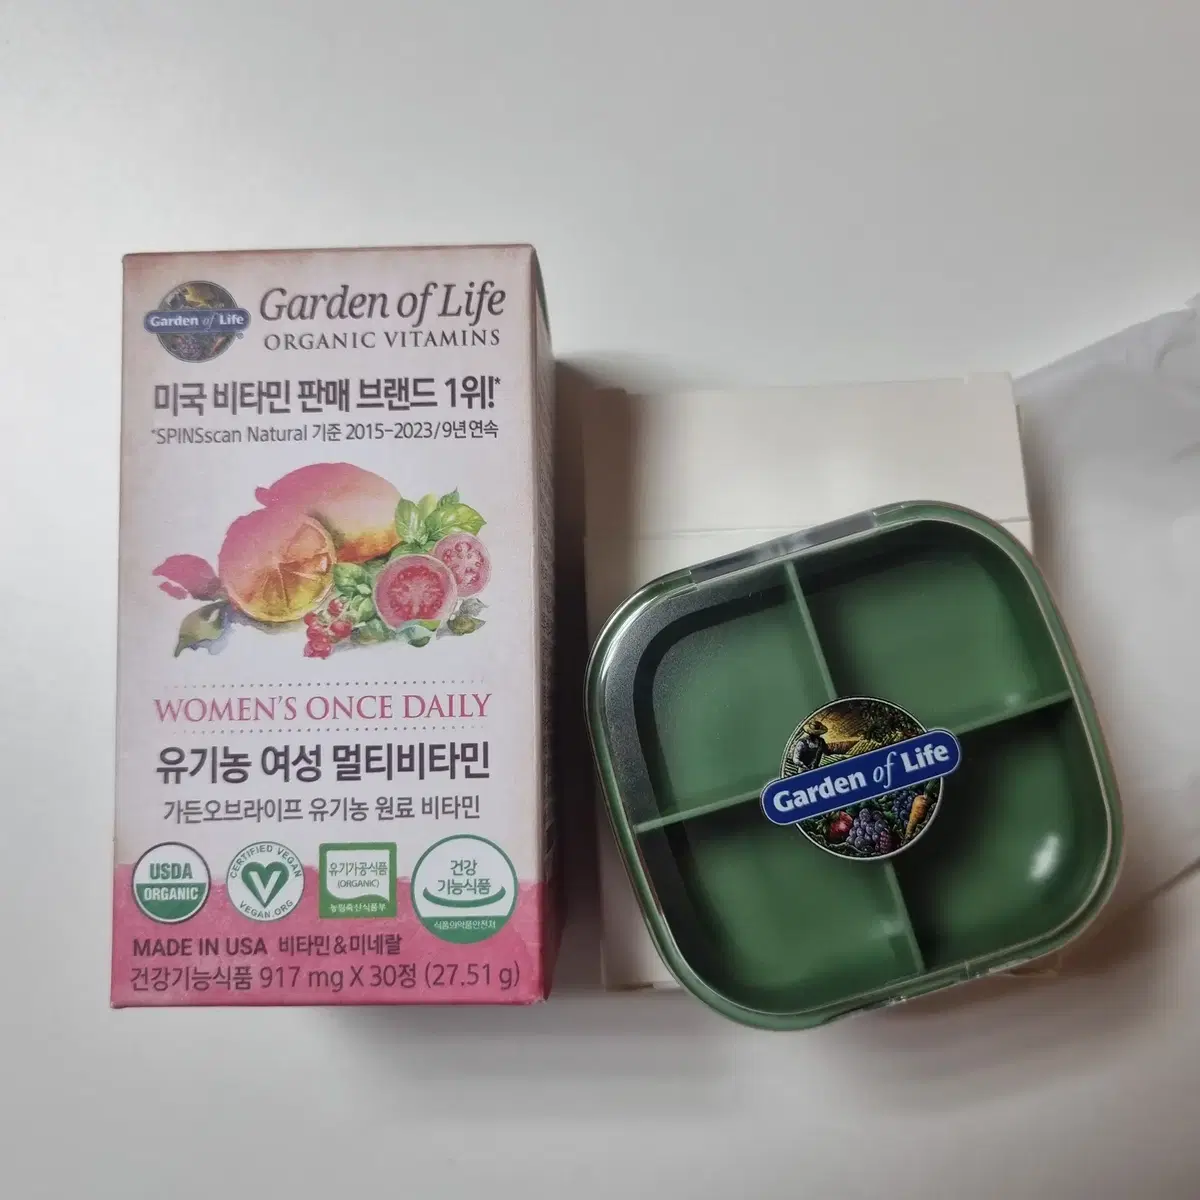 Garden of Life
Garden of Life
ORGANIC VITAMINS
미국 비타민 판매 브랜드 1위!*
*SPINSscan Natural 기준 2015-2023/9년 연속
WOMEN'S ONCE DAILY
유기농 여성 멀티비타민
가든오브라이프 유기농 원료 비타민
USDA
ORGANIC
CERTIFIED VEGAN
VEGAN.ORG
유기가공식품
(ORGANIC)
농림축산식품부
건강
기능식품
식품의약품안전처
MADE IN USA 비타민&미네랄
건강기능식품 917 mg X 30정 (27.51 g)
Garden of Life